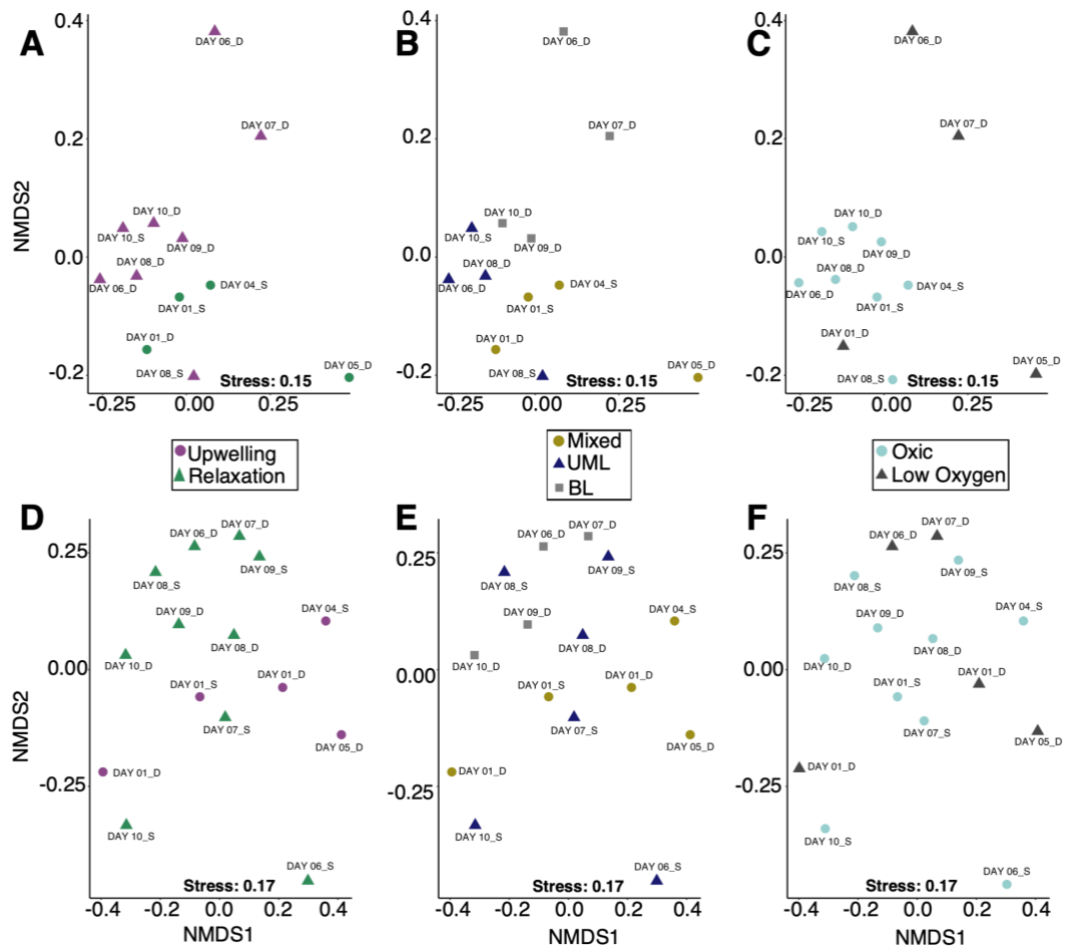 A
0.4
0.2
0.0
-0.2
NMDS2
DAY 06_D
DAY 07_D
DAY 10_D
DAY 10_S
DAY 09_D
DAY 08_D
DAY 06_D
DAY 04_S
DAY 01_S
DAY 01_D
DAY 08_S
DAY 05_D
Stress: 0.15
-0.25
0.00
0.25
B
0.4
0.2
0.0
-0.2
DAY 06_D
DAY 07_D
DAY 10_D
DAY 10_S
DAY 09_D
DAY 08_D
DAY 06_D
DAY 04_S
DAY 01_S
DAY 01_D
DAY 08_S
DAY 05_D
Stress: 0.15
-0.25
0.00
0.25
C
0.4
0.2
0.0
-0.2
DAY 06_D
DAY 07_D
DAY 10_D
DAY 10_S
DAY 09_D
DAY 08_D
DAY 06_D
DAY 04_S
DAY 01_S
DAY 01_D
DAY 05_D
DAY 08_S
Stress: 0.15
-0.25
0.00
0.25
Upwelling
Relaxation
Mixed
UML
BL
Oxic
Low Oxygen
D
0.25
0.00
-0.25
NMDS2
DAY 07_D
DAY 06_D
DAY 09_S
DAY 08_S
DAY 09_D
DAY 04_S
DAY 08_D
DAY 10_D
DAY 01_D
DAY 01_S
DAY 07_S
DAY 05_D
DAY 01_D
DAY 10_S
DAY 06_S
Stress: 0.17
-0.4
-0.2
0.0
0.2
0.4
NMDS1
E
0.25
0.00
-0.25
DAY 07_D
DAY 06_D
DAY 09_S
DAY 08_S
DAY 09_D
DAY 04_S
DAY 08_D
DAY 10_D
DAY 01_D
DAY 01_S
DAY 07_S
DAY 05_D
DAY 01_D
DAY 10_S
DAY 06_S
Stress: 0.17
-0.4
-0.2
0.0
0.2
0.4
NMDS1
F
0.25
0.00
-0.25
DAY 07_D
DAY 06_D
DAY 09_S
DAY 08_S
DAY 09_D
DAY 04_S
DAY 08_D
DAY 10_D
DAY 01_D
DAY 01_S
DAY 07_S
DAY 05_D
DAY 01_D
DAY 10_S
DAY 06_S
Stress: 0.17
-0.4
-0.2
0.0
0.2
0.4
NMDS1